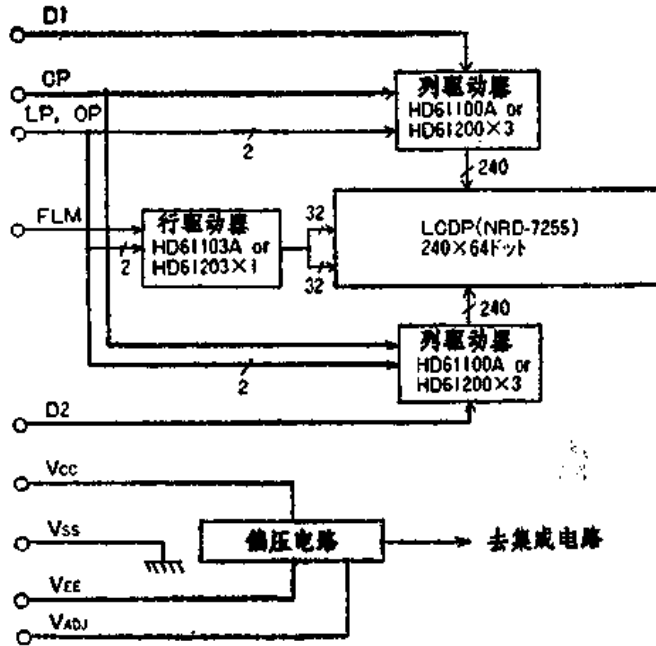 D1
CP
LP, CP
列驱动器
HD61100A or
HD61200×3
2
240
FLM
行驱动器
HD61103A or
HD61203×1
2
32
32
LCDP(NRD-7255)
240×64ドット
240
列驱动器
HD61100A or
HD61200×3
2
D2
Vcc
Vss
偏压电路
去集成电路
VEE
VADJ